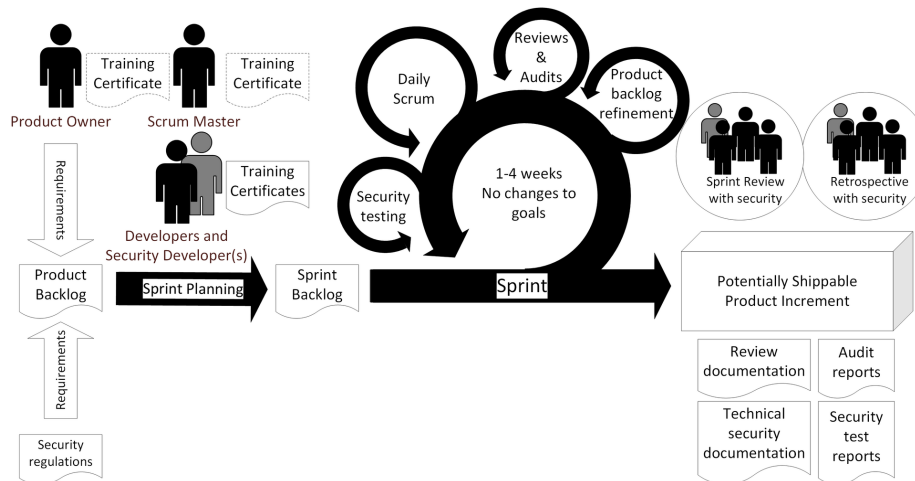 Training
Certificate
Training
Certificate
Product Owner
Scrum Master
Requirements
Training
Certificates
Developers and
Security Developer(s)
Product
Backlog
Sprint Planning
Sprint
Backlog
Requirements
Security
regulations
Daily
Scrum
Reviews
&
Audits
Product
backlog
refinement
Security
testing
1-4 weeks
No changes to
goals
Sprint
Sprint Review
with security
Retrospective
with security
Potentially Shippable
Product Increment
Review
documentation
Audit
reports
Technical
security
documentation
Security
test
reports